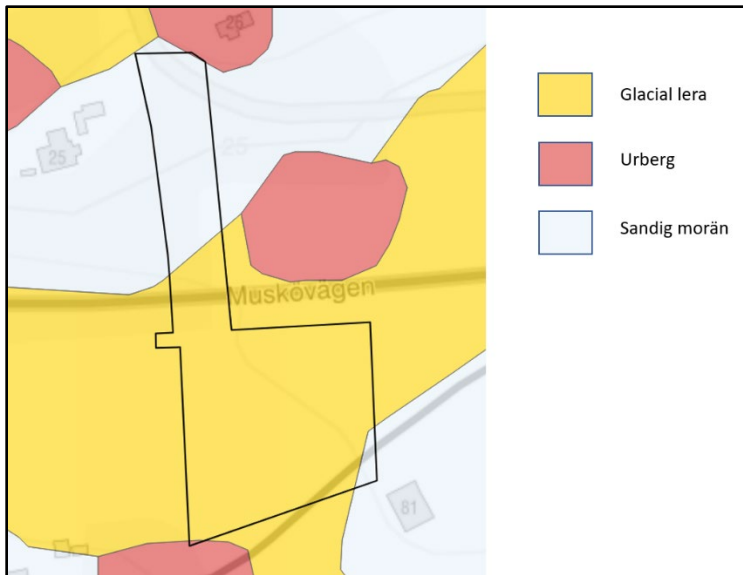 26
Glacial lera
25
25
Urberg
Sandig morän
Muskövägen
81